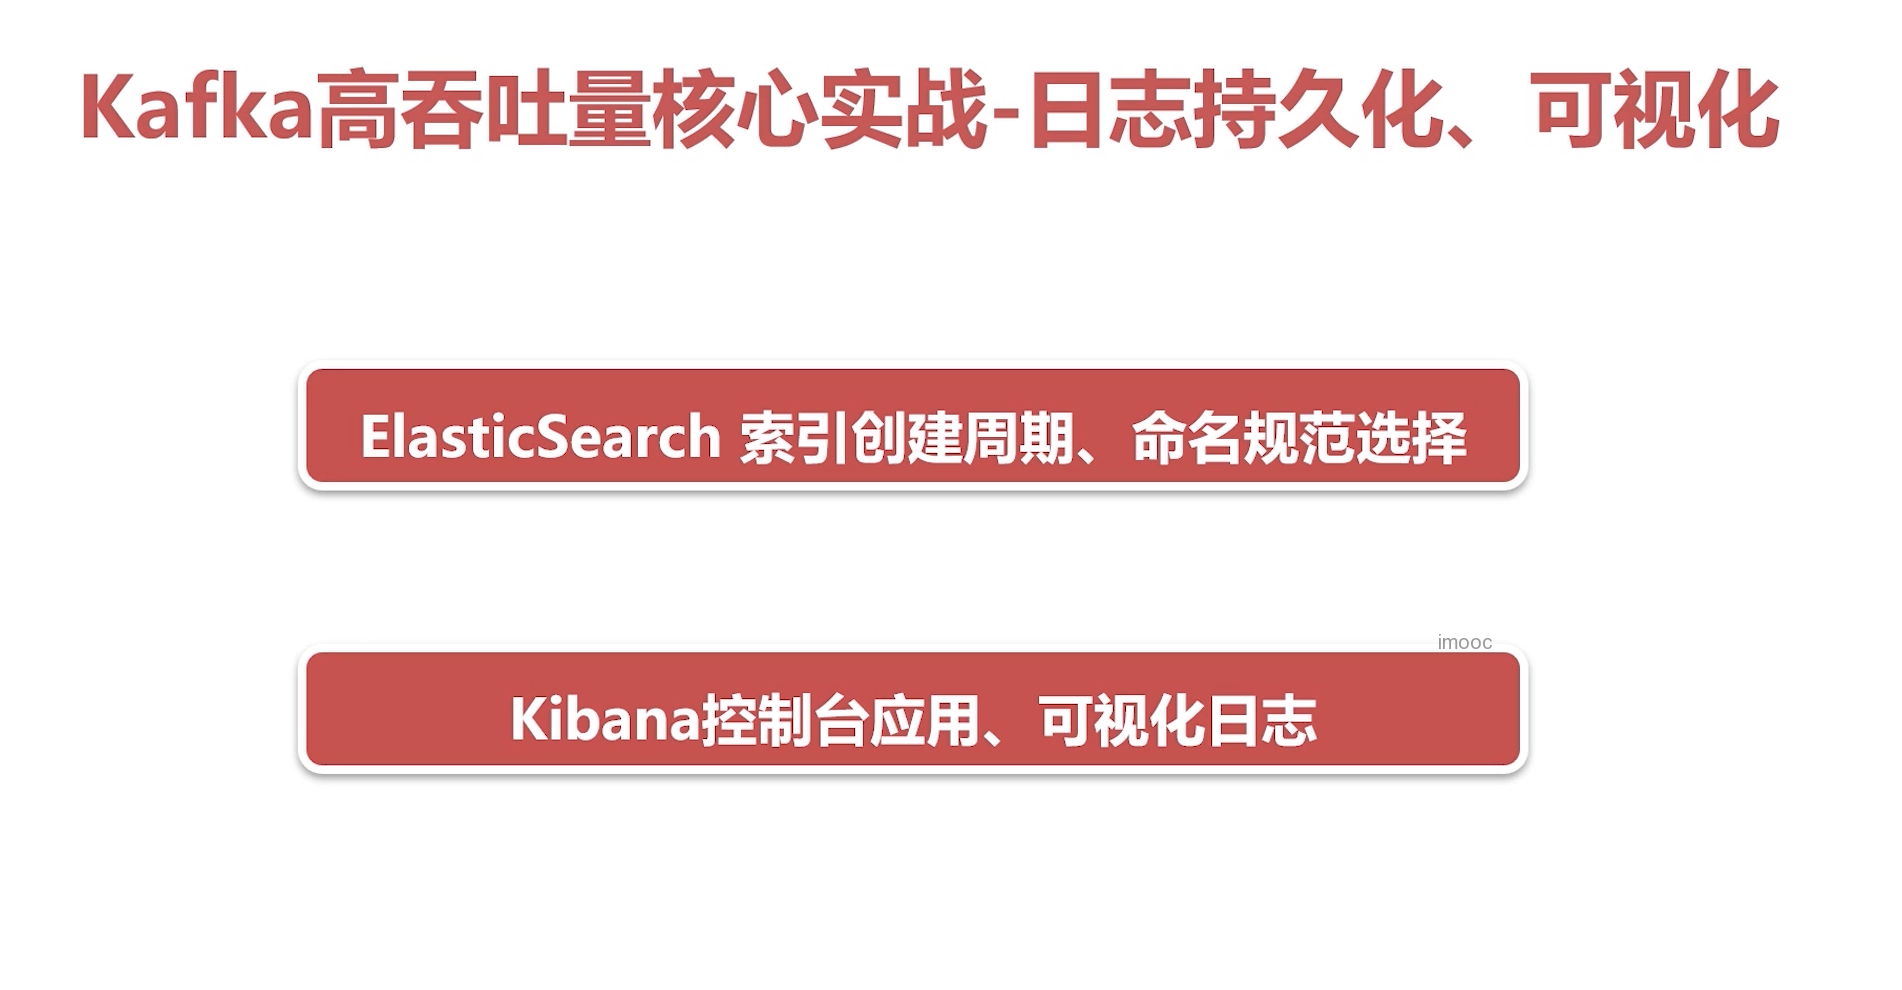 Kafka高吞吐量核心实战-日志持久化、可视化
ElasticSearch 索引创建周期、命名规范选择
imooc
Kibana控制台应用、可视化日志